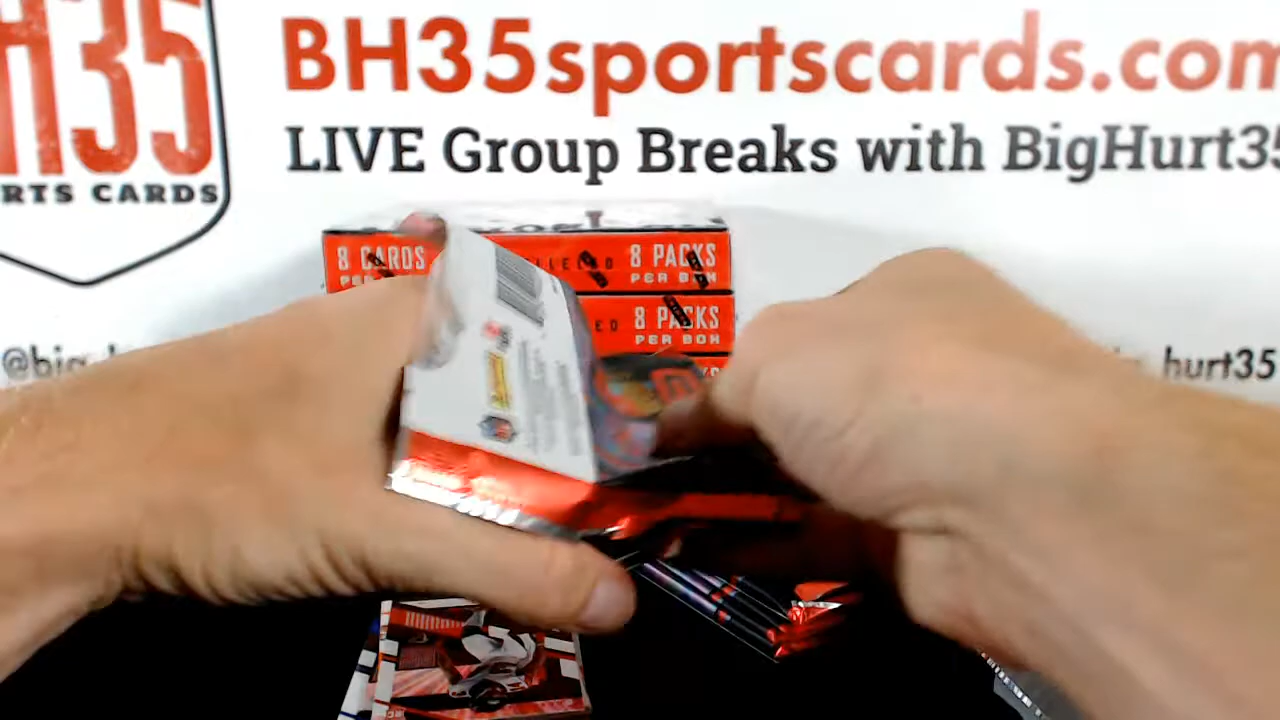 H35
RTS CARDS
BH35sportscards.com
LIVE Group Breaks with BigHurt35
8 CARDS
8 PACKS
PER BOX
8 PACKS
PER BOX
hurt35